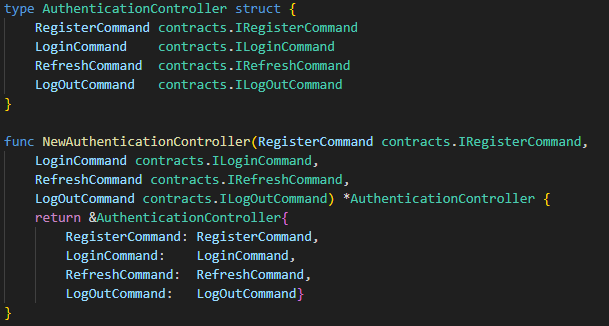 type AuthenticationController struct {
    RegisterCommand contracts.IRegisterCommand
    LoginCommand    contracts.ILoginCommand
    RefreshCommand  contracts.IRefreshCommand
    LogOutCommand   contracts.ILogOutCommand
}

func NewAuthenticationController(RegisterCommand contracts.IRegisterCommand,
    LoginCommand contracts.ILoginCommand,
    RefreshCommand contracts.IRefreshCommand,
    LogOutCommand contracts.ILogOutCommand) *AuthenticationController {
    return &AuthenticationController{
        RegisterCommand: RegisterCommand,
        LoginCommand:    LoginCommand,
        RefreshCommand:  RefreshCommand,
        LogOutCommand:   LogOutCommand}
}